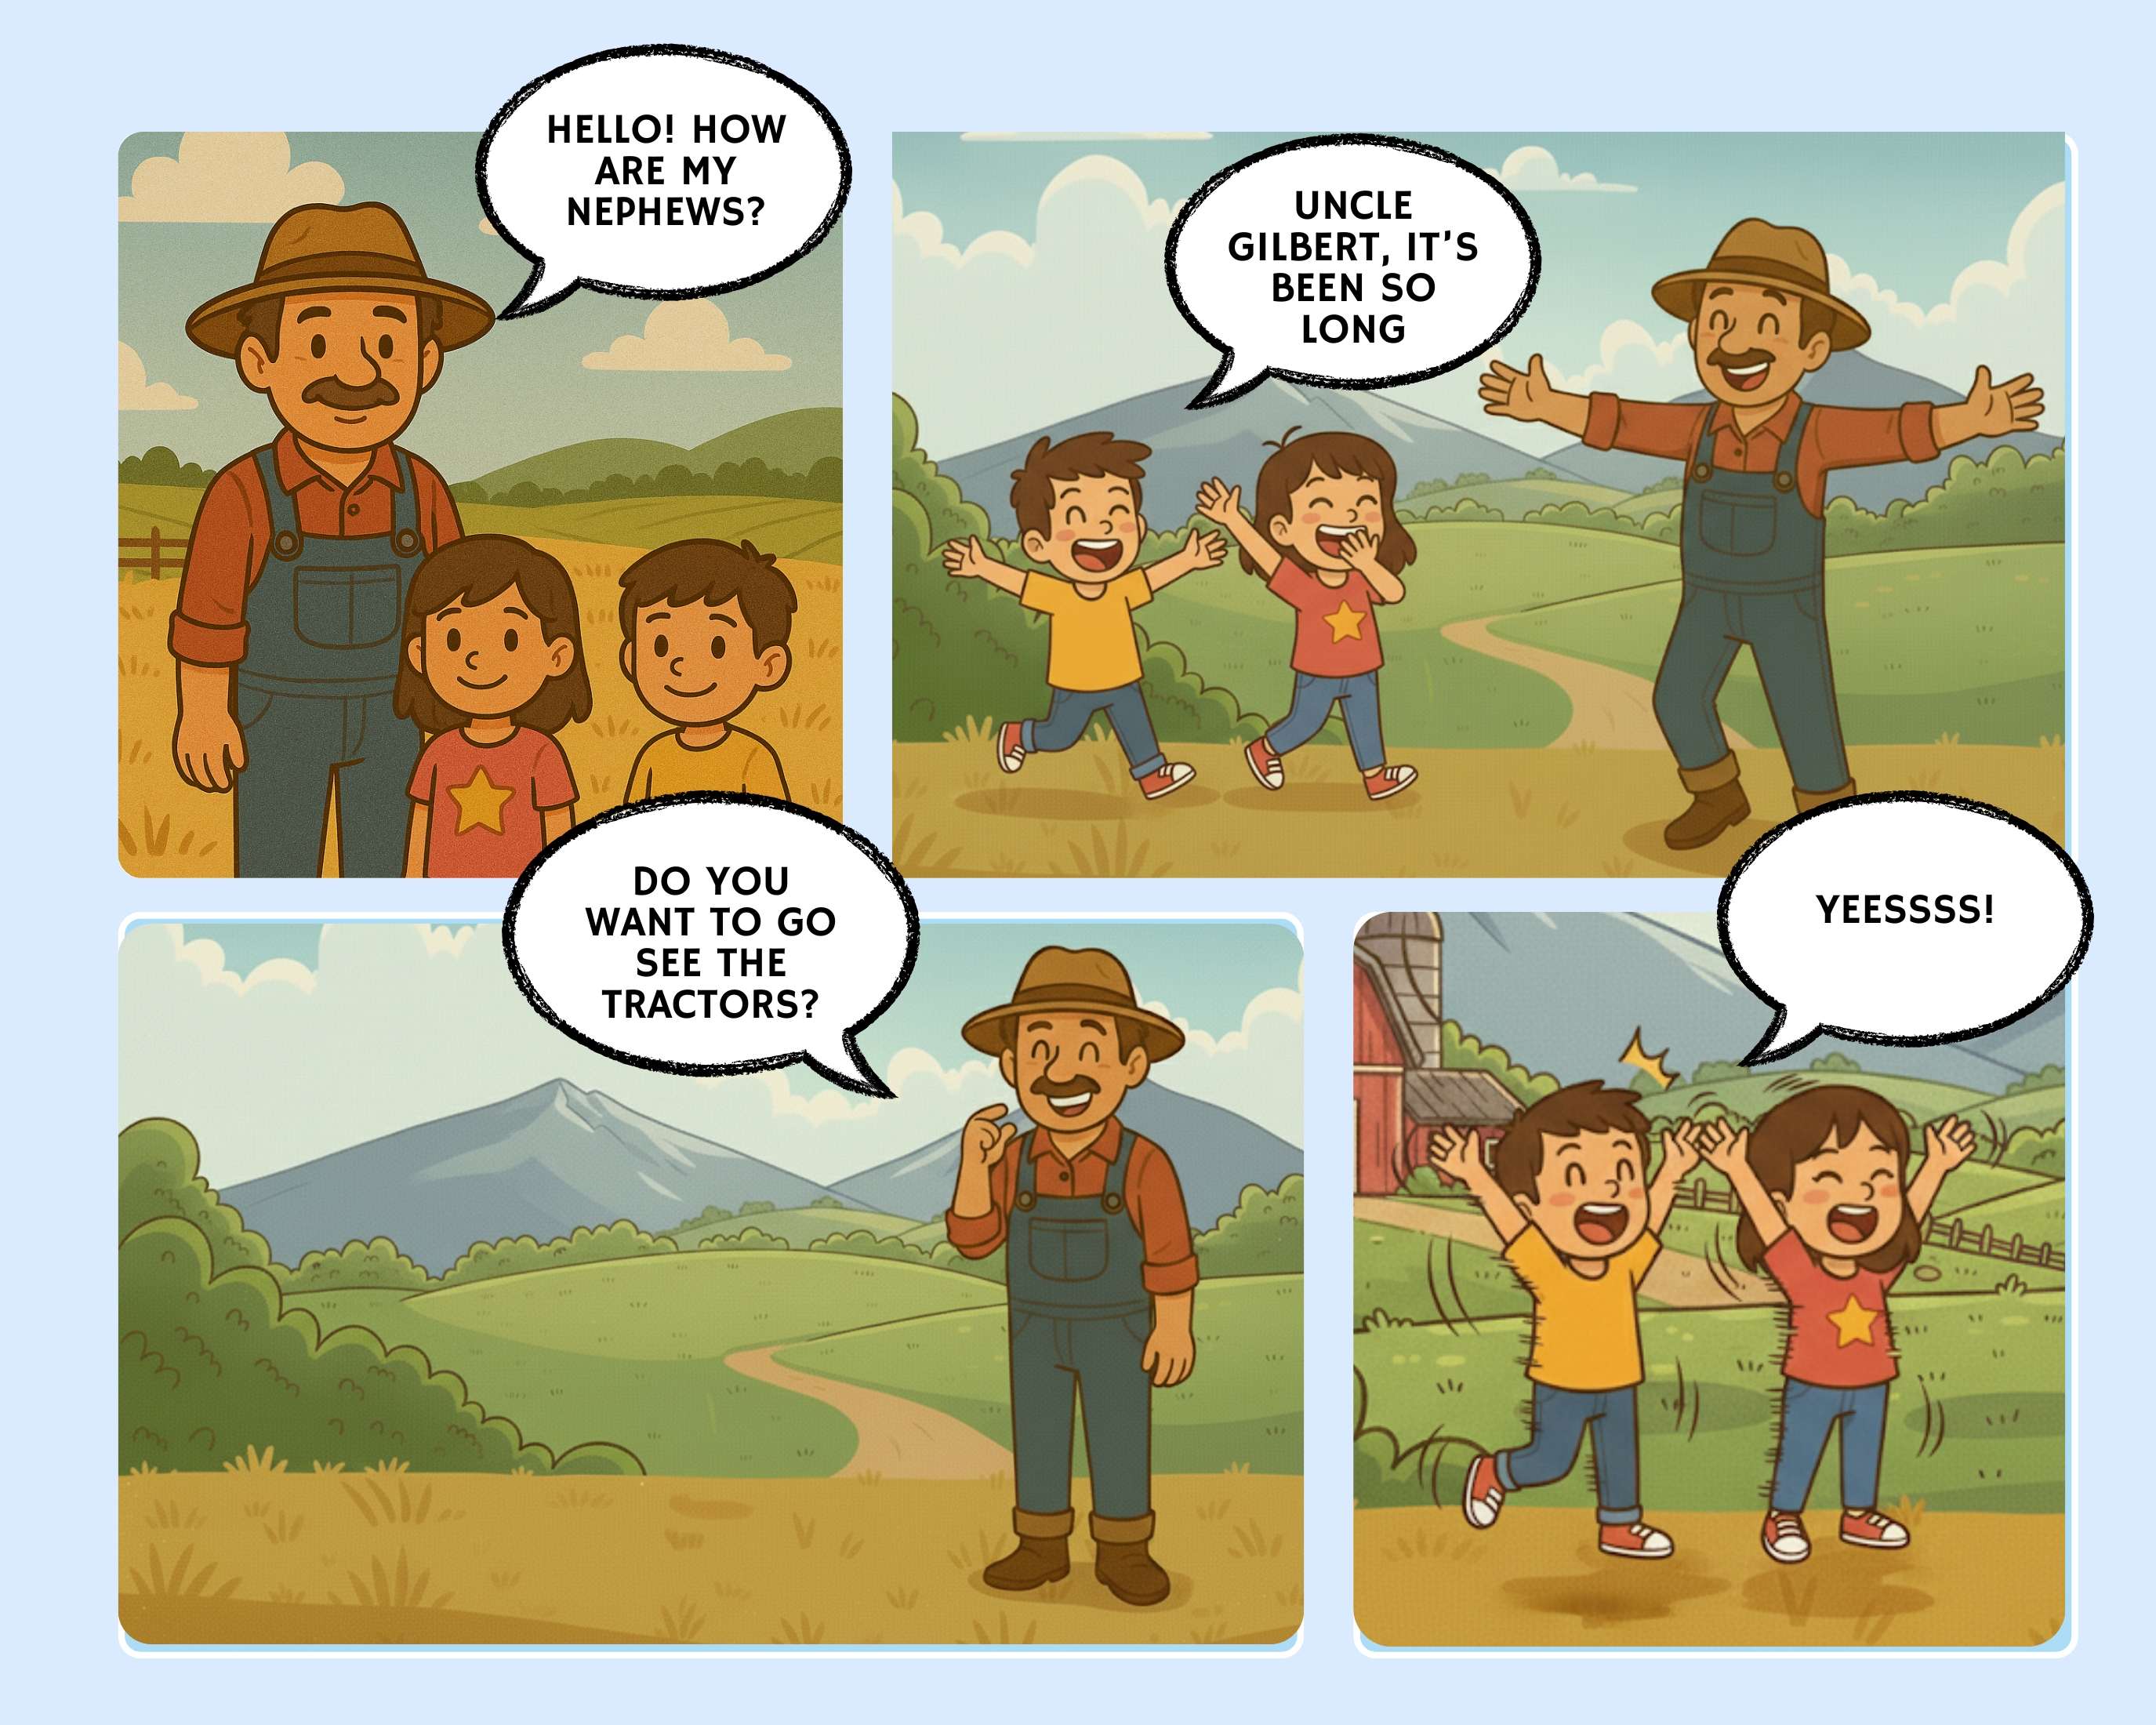 HELLO! HOW
ARE MY
NEPHEWS?
UNCLE
GILBERT, IT'S
BEEN SO
LONG
DO YOU
WANT TO GO
SEE THE
TRACTORS?
YEESSSS!